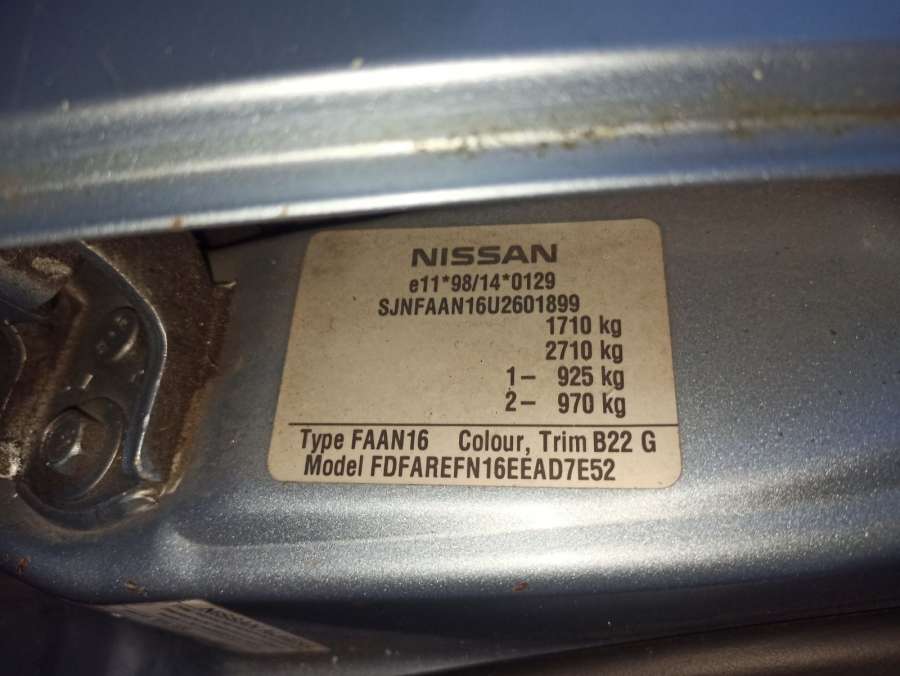 NISSAN
e11*98/14*0129
SJNFAAN16U2601899
1710 kg
2710 kg
1- 925 kg
2- 970 kg
Type FAAN16 Colour, Trim B22 G
Model FDFAREFN16EEAD7E52